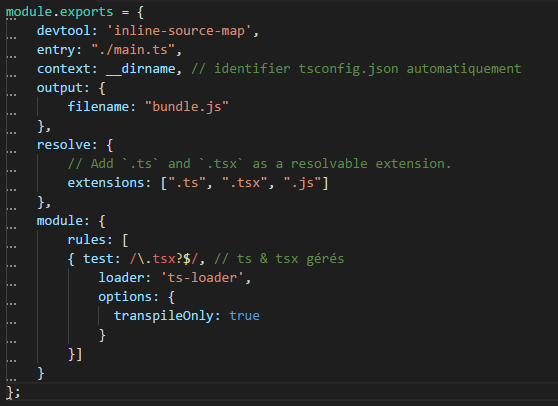 module.exports = {
    devtool: 'inline-source-map',
    entry: "./main.ts",
    context: __dirname, // identifier tsconfig.json automatiquement
    output: {
        filename: "bundle.js"
    },
    resolve: {
        // Add `.ts` and `.tsx` as a resolvable extension.
        extensions: [".ts", ".tsx", ".js"]
    },
    module: {
        rules: [
        { test: /\.tsx?$/, // ts & tsx gérés
            loader: 'ts-loader',
            options: {
              transpileOnly: true
            }
        }]
    }
};